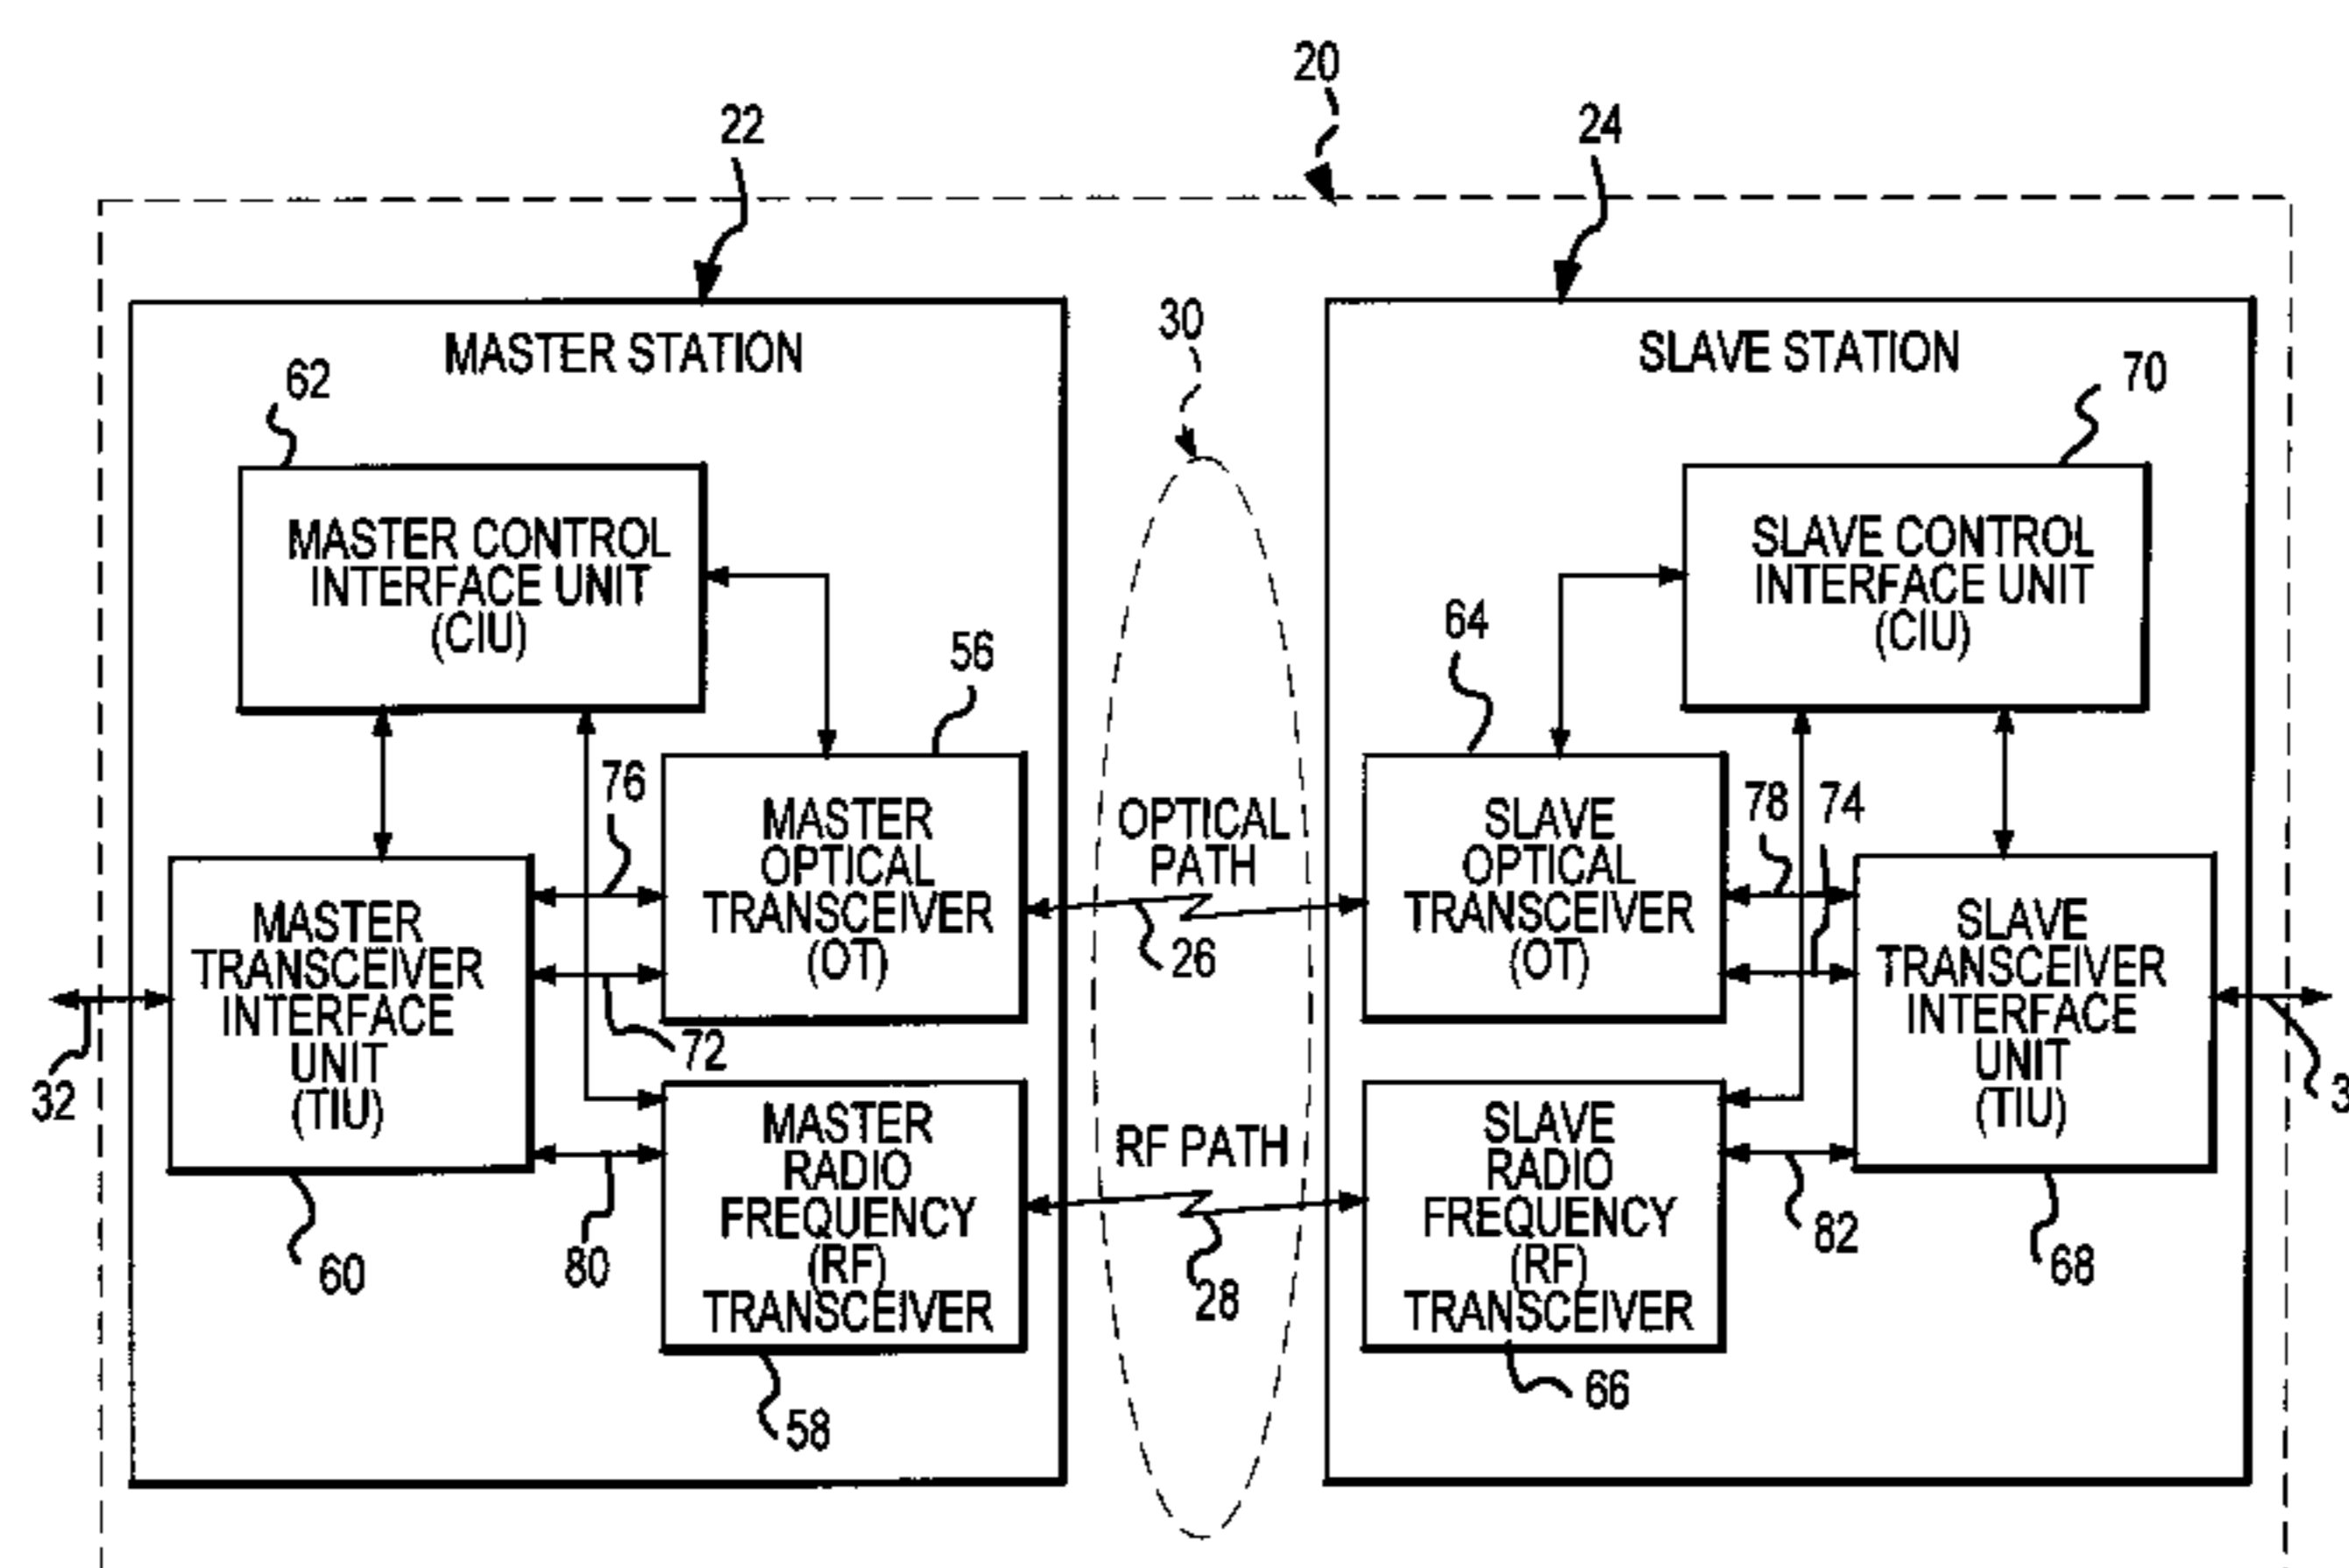 20
22
24
MASTER STATION
SLAVE STATION
30
62
70
MASTER CONTROL
INTERFACE UNIT
(CIU)
SLAVE CONTROL
INTERFACE UNIT
(CIU)
56
64
76
78
74
MASTER
OPTICAL
TRANSCEIVER
(OT)
OPTICAL
PATH
SLAVE
OPTICAL
TRANSCEIVER
(OT)
MASTER
TRANSCEIVER
INTERFACE
UNIT
(TIU)
26
SLAVE
TRANSCEIVER
INTERFACE
UNIT
(TIU)
72
32
3
MASTER
RADIO
FREQUENCY
(RF)
TRANSCEIVER
RF PATH
SLAVE
RADIO
FREQUENCY
(RF)
TRANSCEIVER
60
80
28
82
68
58
66